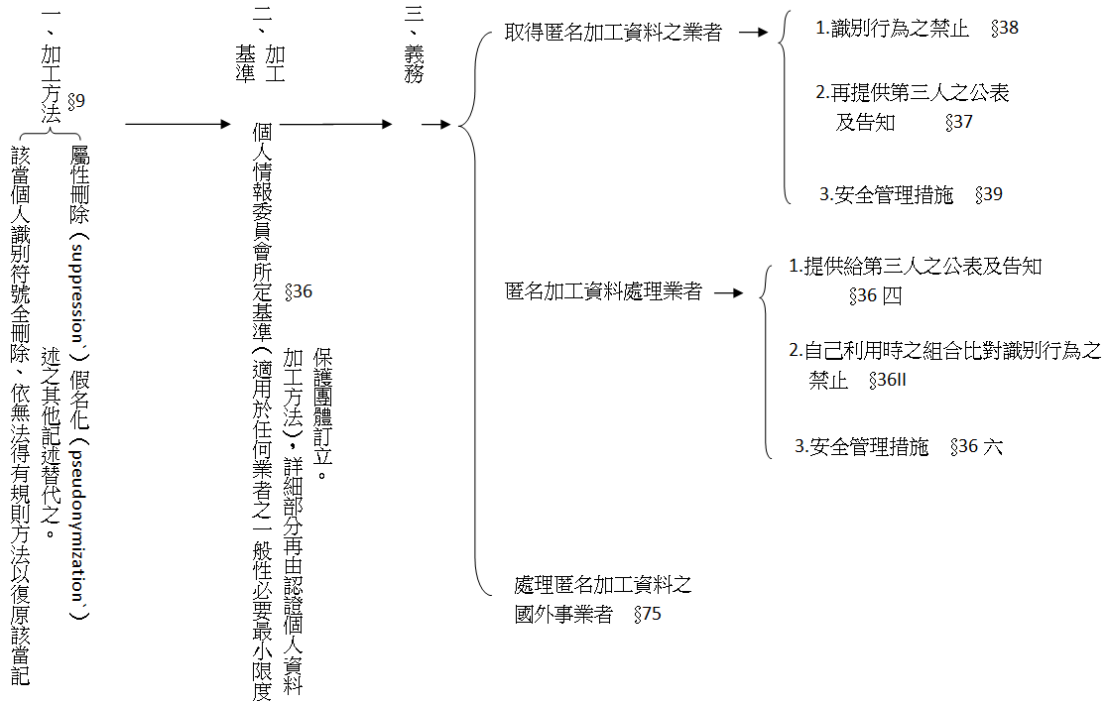 一、加工方法
§9
屬性刪除（suppression`）假名化（pseudonymization`）
該當個人識別符號全刪除、依無法得有規則方法以復原該當記
述之其他記述替代之。
二、加工
基準
§36
個人情報委員會所定基準（適用於任何業者之一般性必要最小限度
加工方法），詳細部分再由認證個人資料
保護團體訂立。
三、義務
取得匿名加工資料之業者
1.識別行為之禁止 §38
2.再提供第三人之公表
及告知 §37
3.安全管理措施 §39
匿名加工資料處理業者
1.提供給第三人之公表及告知
§36 四
2.自己利用時之組合比對識別行為之
禁止 §36II
3.安全管理措施 §36 六
處理匿名加工資料之
國外事業者 §75